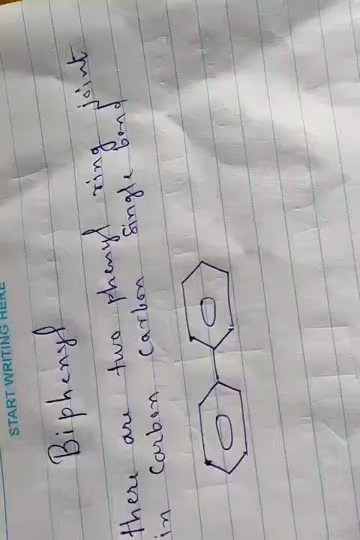 START WRITING HERE
Biphenyl
there are two phenyl ring joint
in carbon carbon single bond